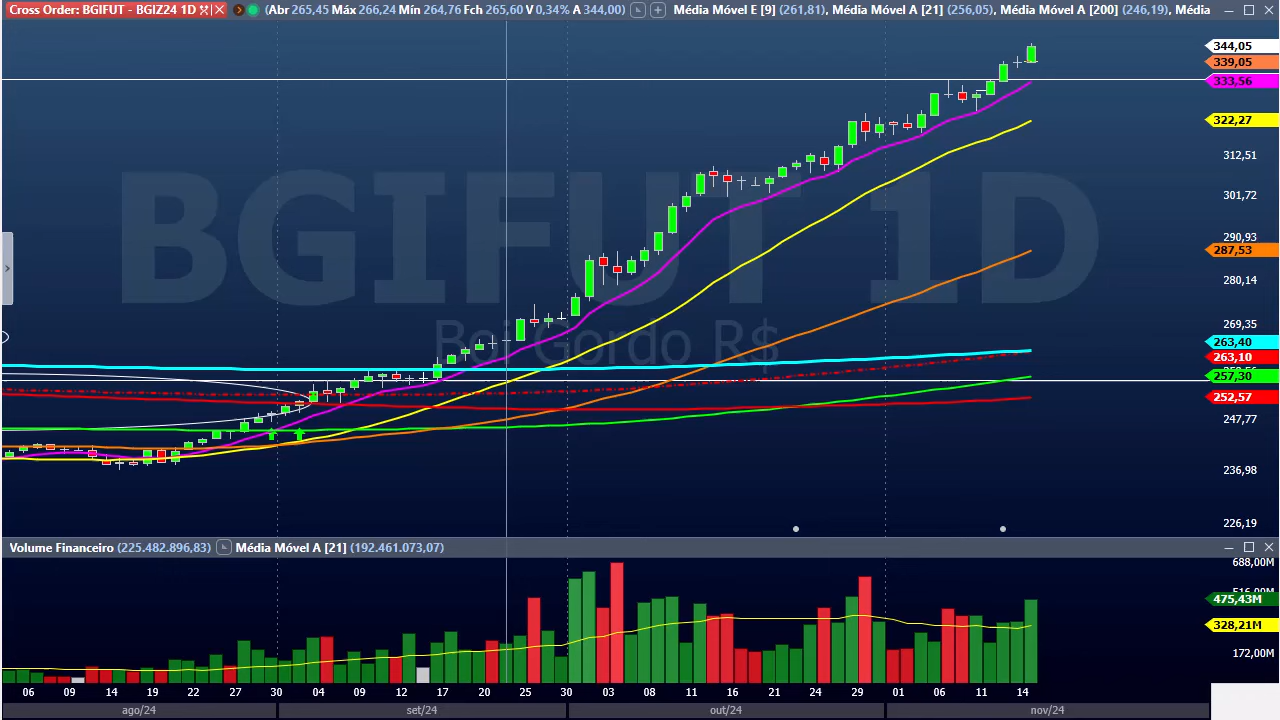 Cross Order: BGIFUT - BGIZ24 1D (Abr 265,45 Máx 266,24 Mín 264,76 Fch 265,60 V 0,34% A 344,00) Média Móvel E [9] (261,81), Média Móvel A [21] (256,05), Média Móvel A [200] (246,19), Média
BGIFUT 1D
Boi Gordo R$
344,05
339,05
333,56
322,27
312,51
301,72
290,93
287,53
280,14
269,35
263,40
263,10
257,30
252,57
247,77
236,98
226,19
Volume Financeiro (225.482.896,83) Média Móvel A [21] (192.461.073,07)
688,00M
475,43M
328,21M
172,00M
06 09 14 19 22 27 30 04 09 12 17 20 25 30 03 08 11 16 21 24 29 01 06 11 14
ago/24 set/24 out/24 nov/24